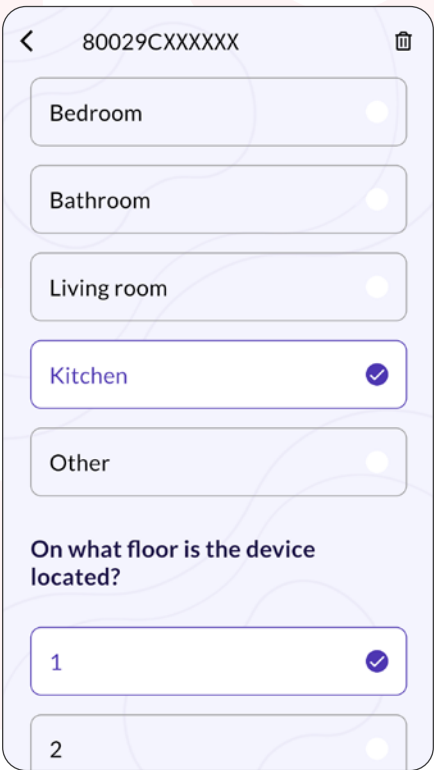 80029CXXXXXX
Bedroom
Bathroom
Living room
Kitchen
Other
On what floor is the device
located?
1
2